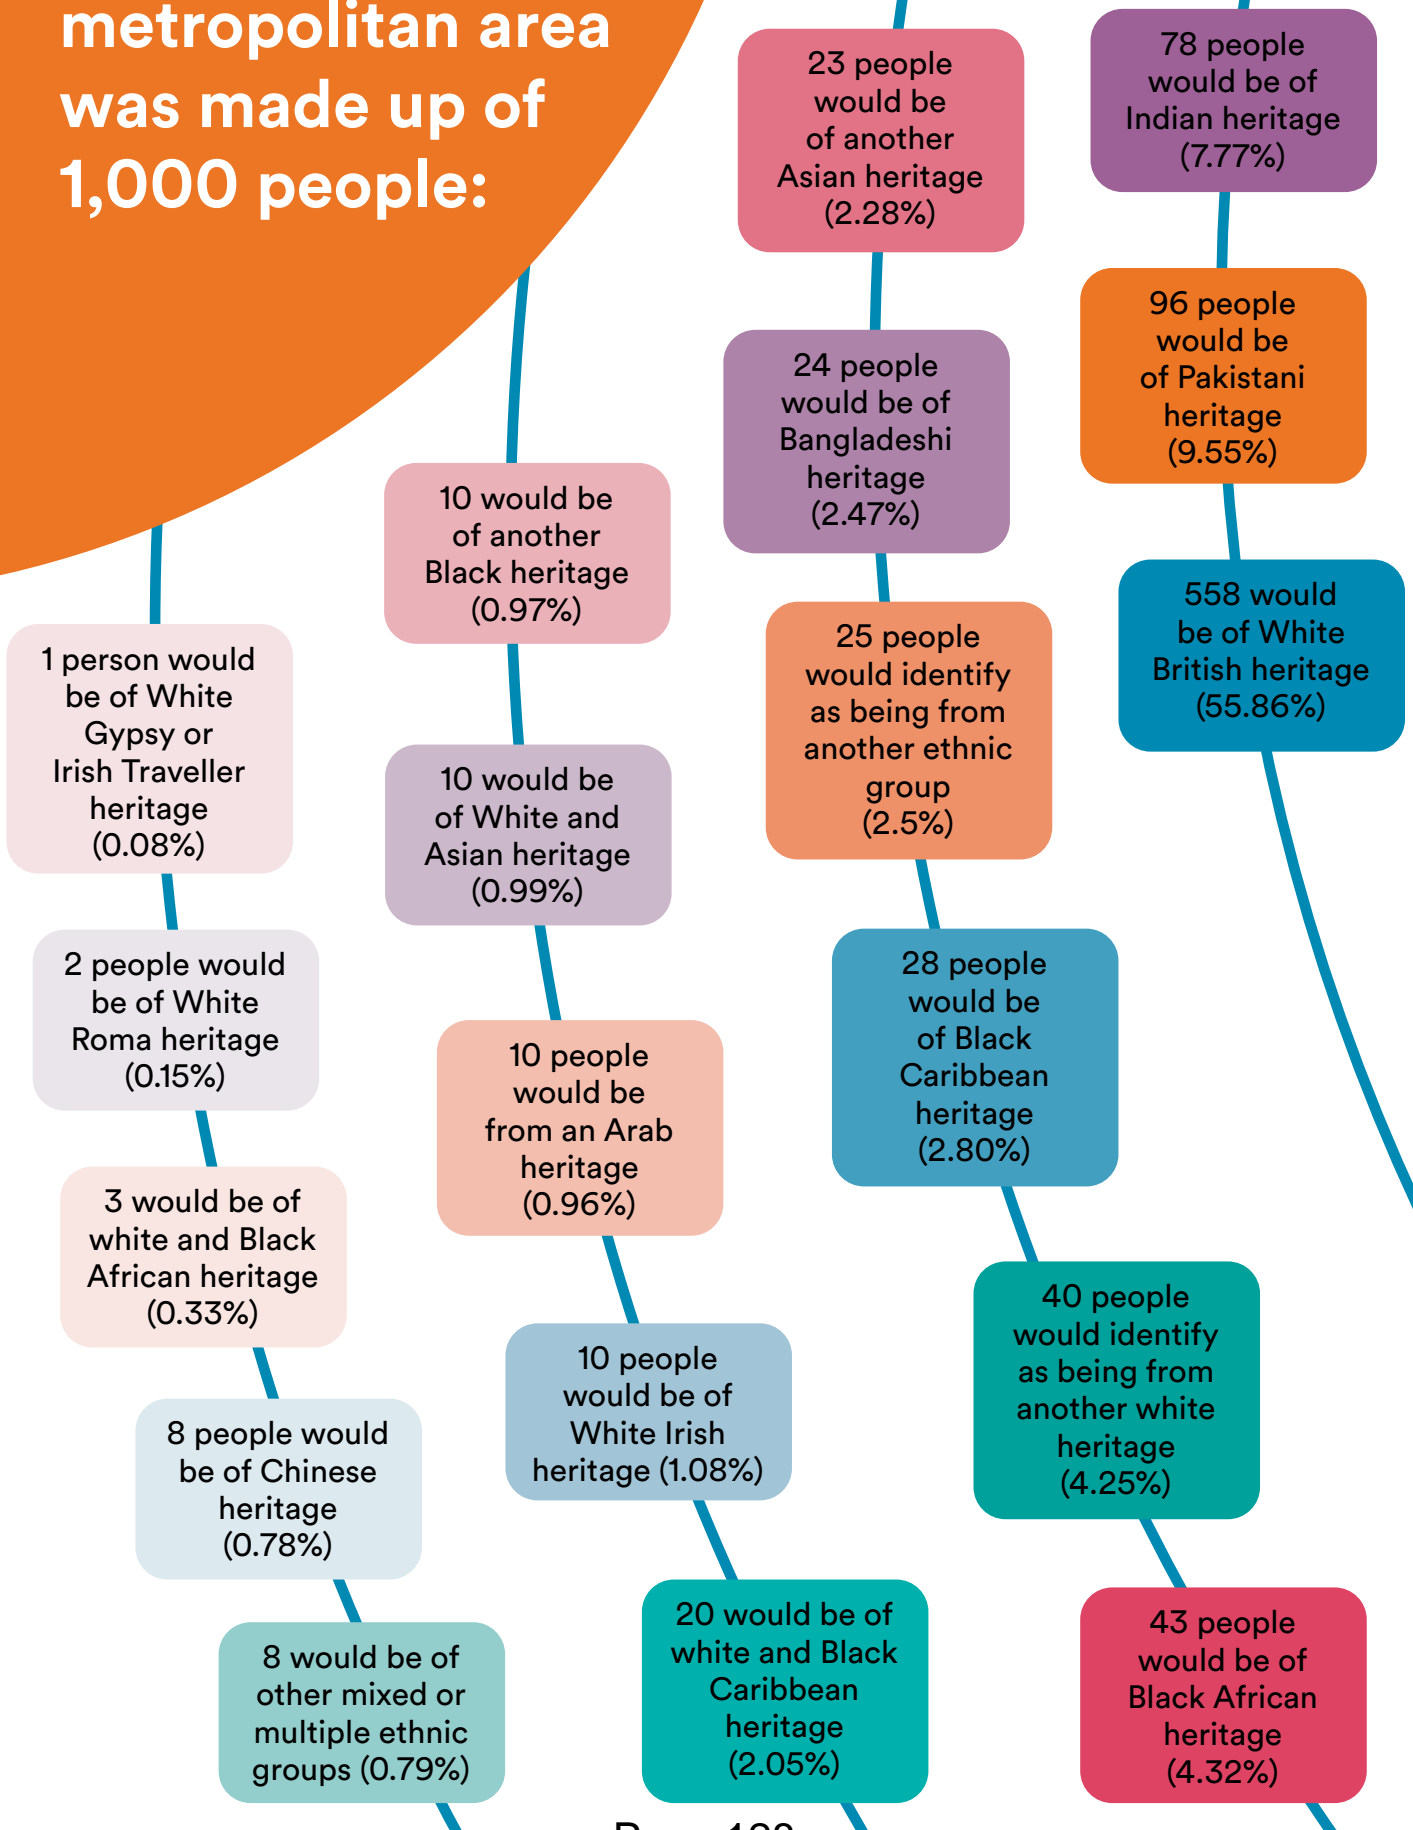 metropolitan area
was made up of
1,000 people:
1 person would
be of White
Gypsy or
Irish Traveller
heritage
(0.08%)
2 people would
be of White
Roma heritage
(0.15%)
3 would be of
white and Black
African heritage
(0.33%)
8 people would
be of Chinese
heritage
(0.78%)
8 would be of
other mixed or
multiple ethnic
groups (0.79%)
10 would be
of another
Black heritage
(0.97%)
10 would be
of White and
Asian heritage
(0.99%)
10 people
would be
from an Arab
heritage
(0.96%)
10 people
would be of
White Irish
heritage (1.08%)
20 would be of
white and Black
Caribbean
heritage
(2.05%)
23 people
would be
of another
Asian heritage
(2.28%)
24 people
would be of
Bangladeshi
heritage
(2.47%)
25 people
would identify
as being from
another ethnic
group
(2.5%)
28 people
would be
of Black
Caribbean
heritage
(2.80%)
40 people
would identify
as being from
another white
heritage
(4.25%)
43 people
would be of
Black African
heritage
(4.32%)
78 people
would be of
Indian heritage
(7.77%)
96 people
would be
of Pakistani
heritage
(9.55%)
558 would
be of White
British heritage
(55.86%)